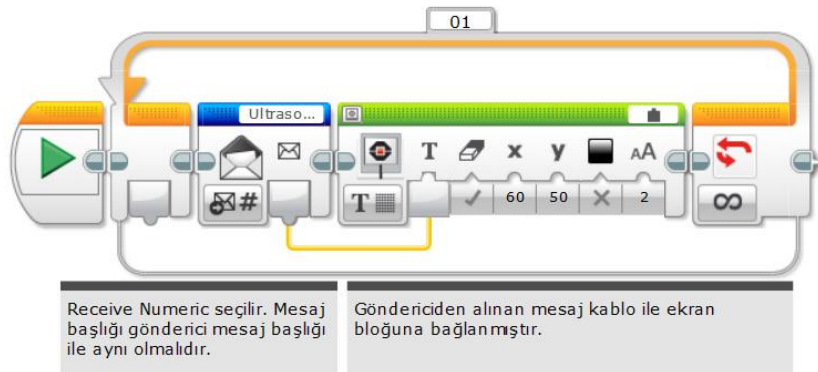 01
Ultraso...
T x y AA
# T 60 50 2
Receive Numeric seçilir. Mesaj
başlığı gönderici mesaj başlığı
ile aynı olmalıdır.
Göndericiden alınan mesaj kablo ile ekran
bloğuna bağlanmıştır.